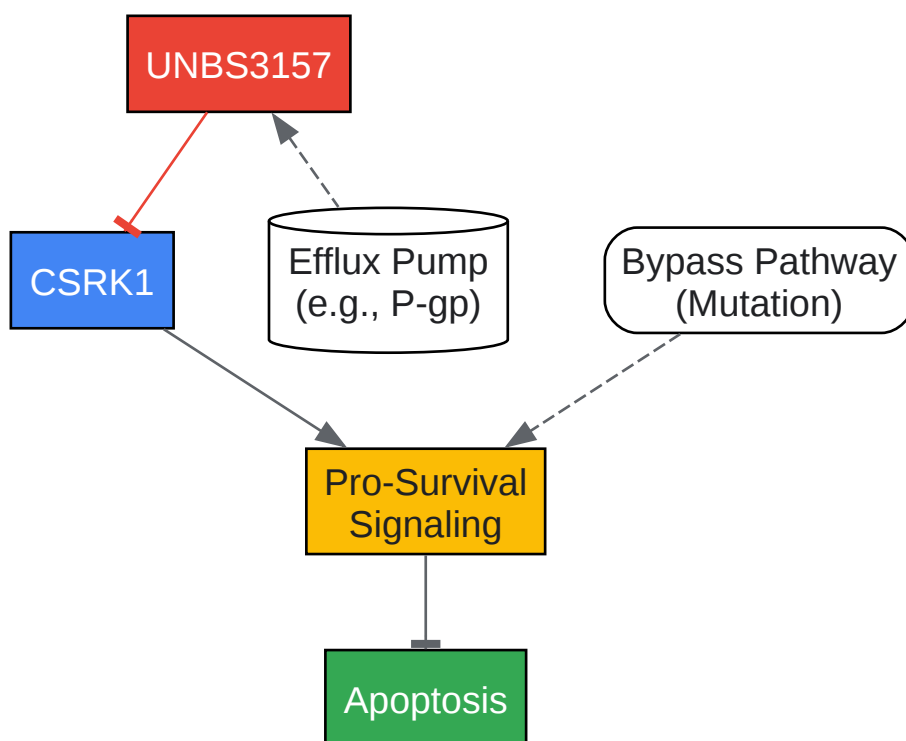 UNBS3157
CSRK1
Efflux Pump
(e.g., P-gp)
Bypass Pathway
(Mutation)
Pro-Survival
Signaling
Apoptosis